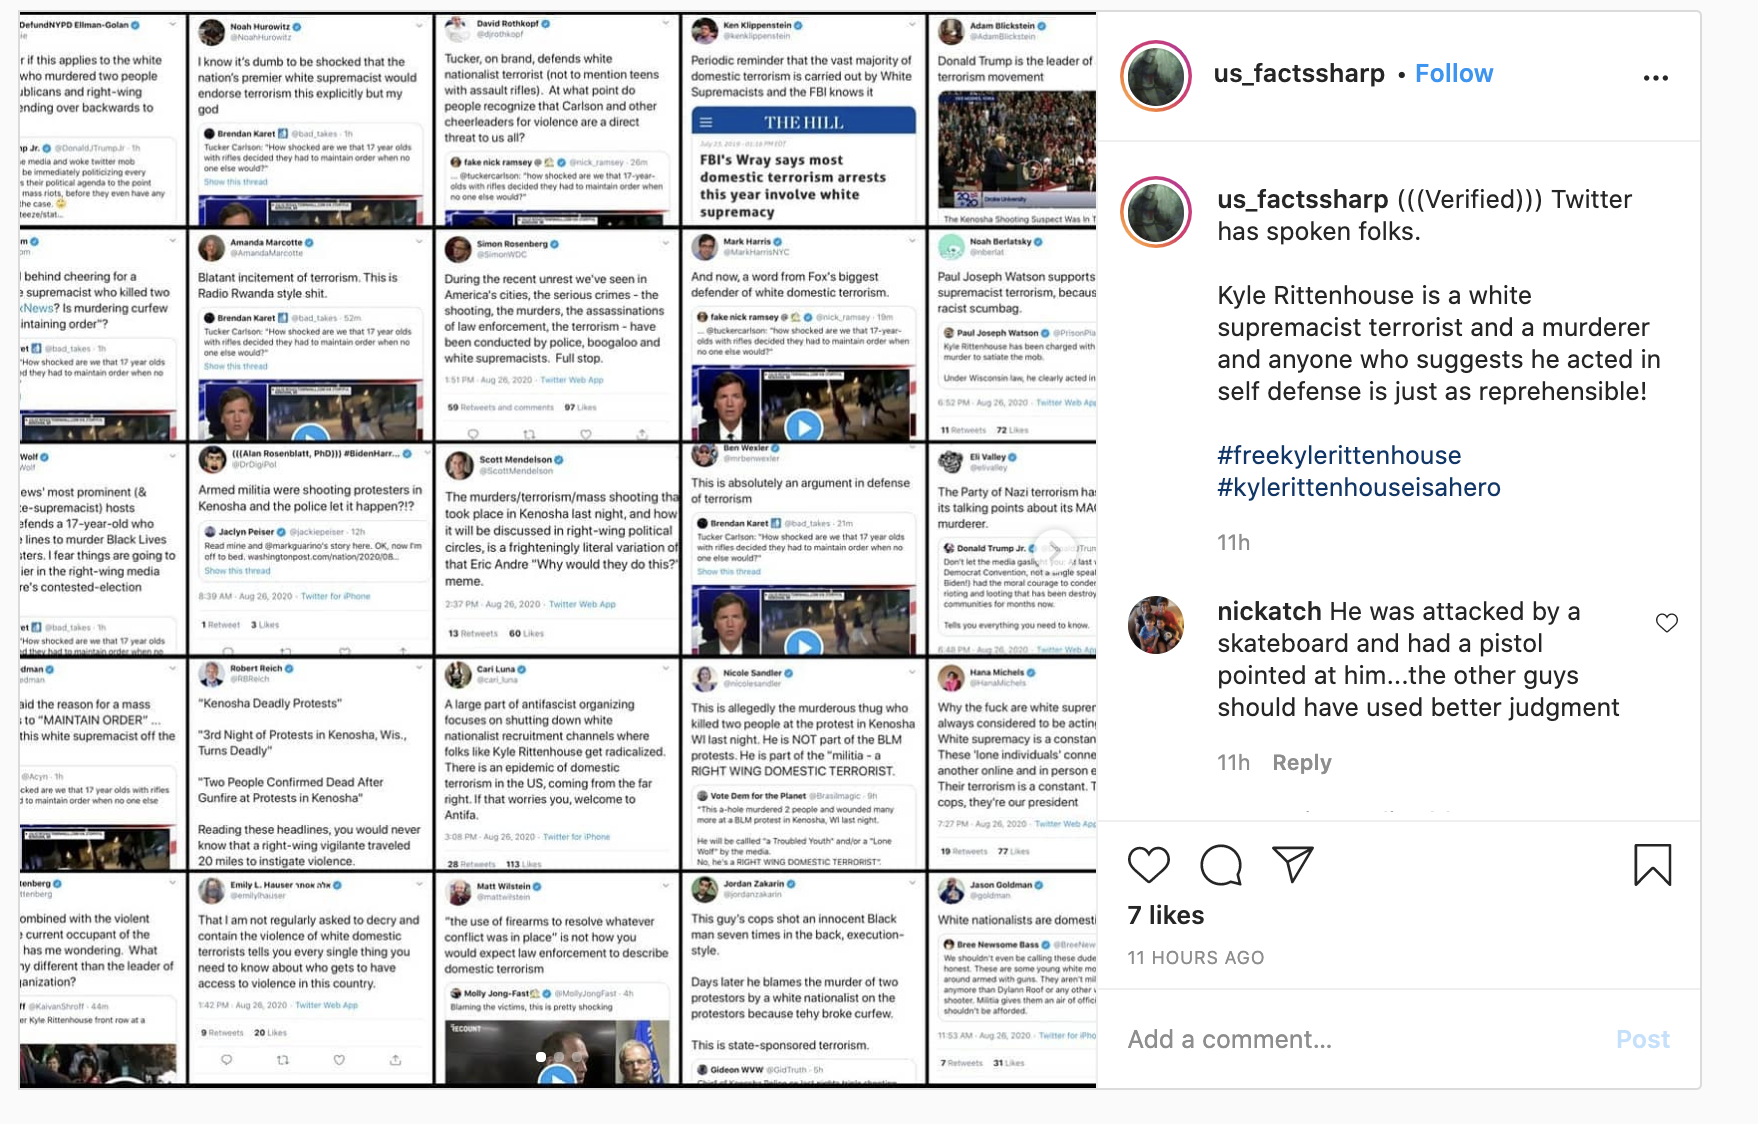 DefundNYPD Ellman-Golan
r if this applies to the white
who murdered two people
ublicans and right-wing
ending over backwards to
np Jr. @DonaldJTrumpJr · 1h
e media and woke twitter mob
be immediately politicizing every
s their political agenda to the point
mass riots, before they even have any
he case.
eeze/stat...
Noah Hurowitz
@NoahHurowitz
I know it's dumb to be shocked that the
nation's premier white supremacist would
endorse terrorism this explicitly but my
god
Brendan Karet @bad_takes · 1h
Tucker Carlson: "How shocked are we that 17 year olds
with rifles decided they had to maintain order when no
one else would?"
Show this thread
David Rothkopf
@djrothkopf
Tucker, on brand, defends white
nationalist terrorist (not to mention teens
with assault rifles). At what point do
people recognize that Carlson and other
cheerleaders for violence are a direct
threat to us all?
fake nick ramsey @ @nick_ramsey · 26m
... @tuckercarlson: "how shocked are we that 17-year-
olds with rifles decided they had to maintain order when
no one else would?"
Ken Klippenstein
@kenklippenstein
Periodic reminder that the vast majority of
domestic terrorism is carried out by White
Supremacists and the FBI knows it
THE HILL
July 23, 2019 - 01:18 PM EDT
FBI's Wray says most
domestic terrorism arrests
this year involve white
supremacy
Adam Blickstein
@AdamBlickstein
Donald Trump is the leader of
terrorism movement
Drake University
The Kenosha Shooting Suspect Was In T
m
behind cheering for a
e supremacist who killed two
xNews? Is murdering curfew
intaining order"?
et @bad_takes · 1h
"How shocked are we that 17 year olds
d they had to maintain order when no
Amanda Marcotte
@AmandaMarcotte
Blatant incitement of terrorism. This is
Radio Rwanda style shit.
Brendan Karet @bad_takes · 52m
Tucker Carlson: "How shocked are we that 17 year olds
with rifles decided they had to maintain order when no
one else would?"
Show this thread
Simon Rosenberg
@SimonWDC
During the recent unrest we've seen in
America's cities, the serious crimes - the
shooting, the murders, the assassinations
of law enforcement, the terrorism - have
been conducted by police, boogaloo and
white supremacists. Full stop.
1:51 PM · Aug 26, 2020 · Twitter Web App
59 Retweets and comments 97 Likes
Mark Harris
@MarkHarrisNYC
And now, a word from Fox's biggest
defender of white domestic terrorism.
fake nick ramsey @ @nick_ramsey · 19m
... @tuckercarlson: "how shocked are we that 17-year-
olds with rifles decided they had to maintain order when
no one else would?"
Noah Berlatsky
@nberlat
Paul Joseph Watson supports
supremacist terrorism, becaus
racist scumbag.
Paul Joseph Watson @PrisonPla
Kyle Rittenhouse has been charged with
murder to satiate the mob.
Under Wisconsin law, he clearly acted in
6:52 PM · Aug 26, 2020 · Twitter Web App
11 Retweets 72 Likes
Wolf
Wolf
ews' most prominent (&
e-supremacist) hosts
efends a 17-year-old who
e lines to murder Black Lives
sters. I fear things are going to
ier in the right-wing media
re's contested-election
et @bad_takes · 1h
"How shocked are we that 17 year olds
d they had to maintain order when no
(((Alan Rosenblatt, PhD))) #BidenHarr...
@DrDigiPol
Armed militia were shooting protesters in
Kenosha and the police let it happen?!?
Jaclyn Peiser @jackiepeiser · 12h
Read mine and @markguarino's story here. OK, now I'm
off to bed. washingtonpost.com/nation/2020/08...
Show this thread
8:39 AM · Aug 26, 2020 · Twitter for iPhone
1 Retweet 3 Likes
Scott Mendelson
@ScottMendelson
The murders/terrorism/mass shooting tha
took place in Kenosha last night, and how
it will be discussed in right-wing political
circles, is a frighteningly literal variation of
that Eric Andre "Why would they do this?"
meme.
2:37 PM · Aug 26, 2020 · Twitter Web App
13 Retweets 60 Likes
Ben Wexler
@mrbenwexler
This is absolutely an argument in defense
of terrorism
Brendan Karet @bad_takes · 21m
Tucker Carlson: "How shocked are we that 17 year olds
with rifles decided they had to maintain order when no
one else would?"
Show this thread
Eli Valley
@elivalley
The Party of Nazi terrorism has
its talking points about its MA
murderer.
Donald Trump Jr.
Don't let the media gaslight you: At last
Democrat Convention, not a single speal
Biden!) had the moral courage to conder
rioting and looting that has been destroy
communities for months now.
Tells you everything you need to know.
6:48 PM · Aug 26, 2020 · Twitter Web App
dman
edman
aid the reason for a mass
to "MAINTAIN ORDER" ...
this white supremacist off the
@Acyn · 1h
cked are we that 17 year olds with rifles
d to maintain order when no one else
Robert Reich
@RBReich
"Kenosha Deadly Protests"
"3rd Night of Protests in Kenosha, Wis.,
Turns Deadly"
"Two People Confirmed Dead After
Gunfire at Protests in Kenosha"
Reading these headlines, you would never
know that a right-wing vigilante traveled
20 miles to instigate violence.
Cari Luna
@cari_luna
A large part of antifascist organizing
focuses on shutting down white
nationalist recruitment channels where
folks like Kyle Rittenhouse get radicalized.
There is an epidemic of domestic
terrorism in the US, coming from the far
right. If that worries you, welcome to
Antifa.
3:08 PM · Aug 26, 2020 · Twitter for iPhone
28 Retweets 113 Likes
Nicole Sandler
@nicolesandler
This is allegedly the murderous thug who
killed two people at the protest in Kenosha
WI last night. He is NOT part of the BLM
protests. He is part of the "militia - a
RIGHT WING DOMESTIC TERRORIST.
Vote Dem for the Planet @Brasilmagic · 9h
"This a-hole murdered 2 people and wounded many
more at a BLM protest in Kenosha, WI last night.
He will be called "a Troubled Youth" and/or a "Lone
Wolf" by the media.
No, he's a RIGHT WING DOMESTIC TERRORIST".
Hana Michels
@HanaMichels
Why the fuck are white suprer
always considered to be acting
White supremacy is a constan
These 'lone individuals' conne
another online and in person e
Their terrorism is a constant. T
cops, they're our president
7:27 PM · Aug 26, 2020 · Twitter Web App
19 Retweets 77 Likes
tenberg
ttenberg
ombined with the violent
e current occupant of the
has me wondering. What
ny different than the leader of
anization?
ff @KaivanShroff · 44m
er Kyle Rittenhouse front row at a
Emily L. Hauser אמר אלה
@emilylhauser
That I am not regularly asked to decry and
contain the violence of white domestic
terrorists tells you every single thing you
need to know about who gets to have
access to violence in this country.
1:42 PM · Aug 26, 2020 · Twitter Web App
9 Retweets 20 Likes
Matt Wilstein
@mattwilstein
"the use of firearms to resolve whatever
conflict was in place" is not how you
would expect law enforcement to describe
domestic terrorism
Molly Jong-Fast @MollyJongFast · 4h
Blaming the victims, this is pretty shocking
RECOUNT
Jordan Zakarin
@jordanzakarin
This guy's cops shot an innocent Black
man seven times in the back, execution-
style.
Days later he blames the murder of two
protestors by a white nationalist on the
protestors because tehy broke curfew.
This is state-sponsored terrorism.
Gideon WVW @GidTruth · 5h
Jason Goldman
@goldman
White nationalists are domesti
Bree Newsome Bass @BreeNew
We shouldn't even be calling these dude
honest. These are some young white mo
around armed with guns. They aren't mil
anymore than Dylann Roof or any other
shooter. Militia gives them an air of offici
shouldn't be afforded.
11:53 AM · Aug 26, 2020 · Twitter for iPho
7 Retweets 31 Likes
us_factssharp • Follow
us_factssharp (((Verified))) Twitter
has spoken folks.
Kyle Rittenhouse is a white
supremacist terrorist and a murderer
and anyone who suggests he acted in
self defense is just as reprehensible!
#freekylerittenhouse
#kylerittenhouseisahero
11h
nickatch He was attacked by a
skateboard and had a pistol
pointed at him...the other guys
should have used better judgment
11h Reply
7 likes
11 HOURS AGO
Add a comment... Post